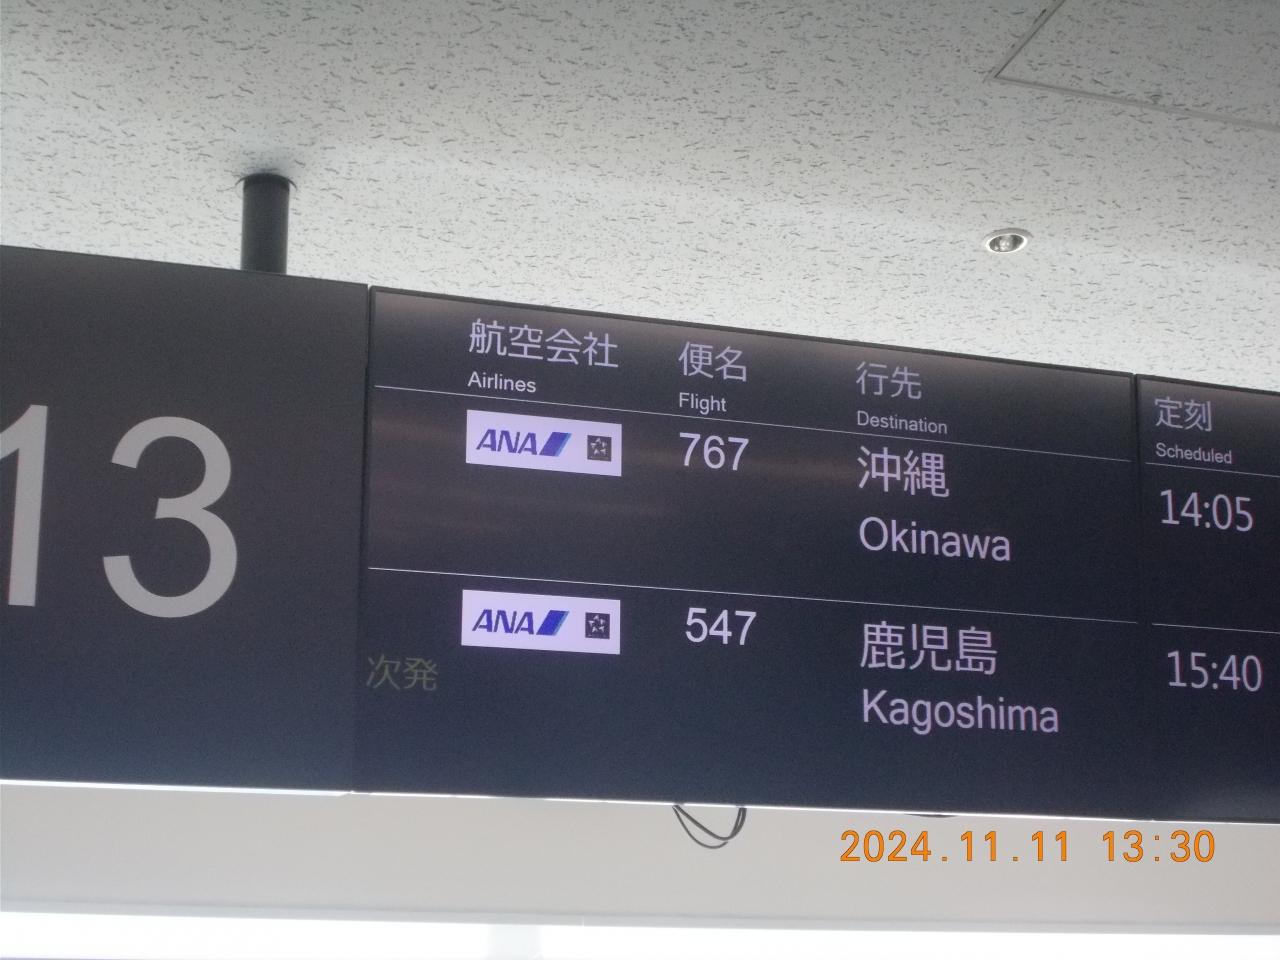 13
航空会社 便名 行先 定刻
Airlines Flight Destination Scheduled
ANA 767 沖縄 14:05
Okinawa
ANA 547 鹿児島 15:40
次発 Kagoshima
2024.11.11 13:30